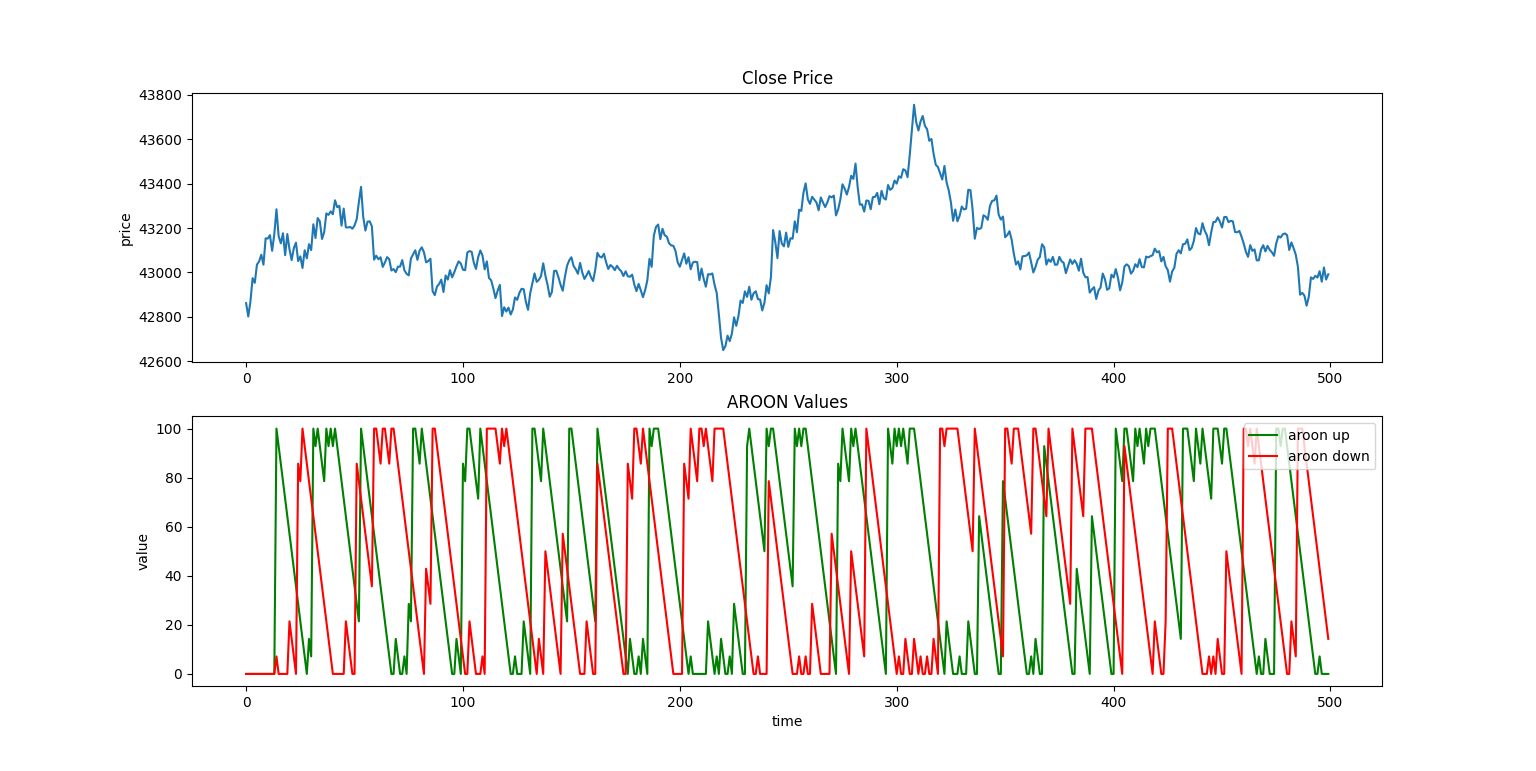 Close Price
43800
43600
43400
43200
43000
42800
42600
price
0 100 200 300 400 500
AROON Values
100
80
60
40
20
0
value
aroon up
aroon down
0 100 200 300 400 500
time